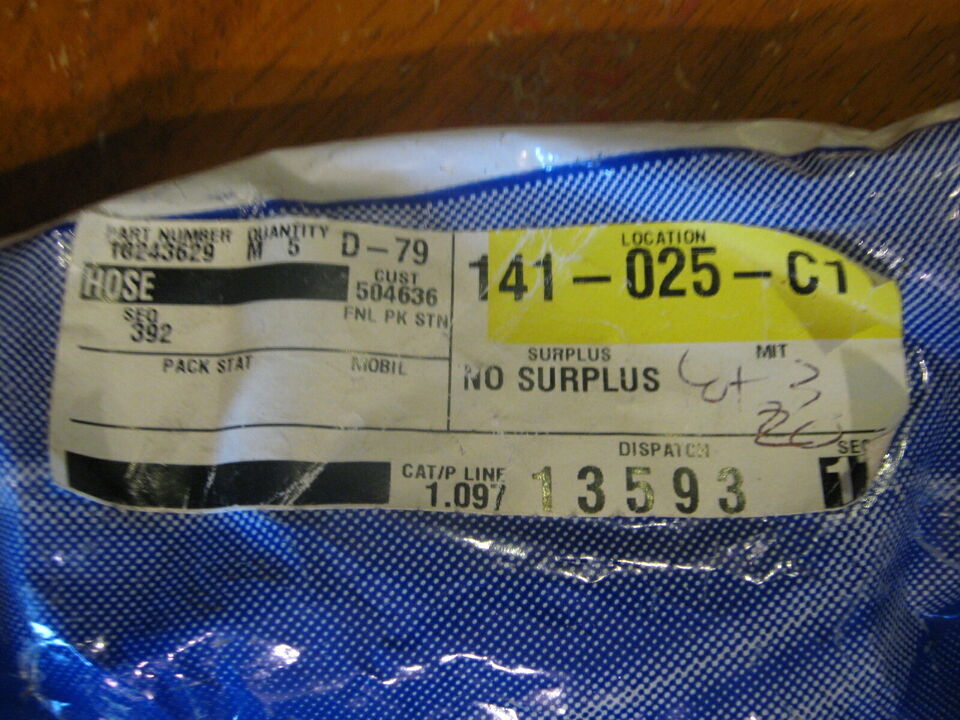 PART NUMBER QUANTITY
10243629 M 5 D-79
HOSE
CUST
504636
SEQ
392
FNL PK STN
PACK STAT MOBIL
LOCATION
141-025-C1
SURPLUS MIT
NO SURPLUS
CAT/P LINE
1.097
DISPATCH
13593